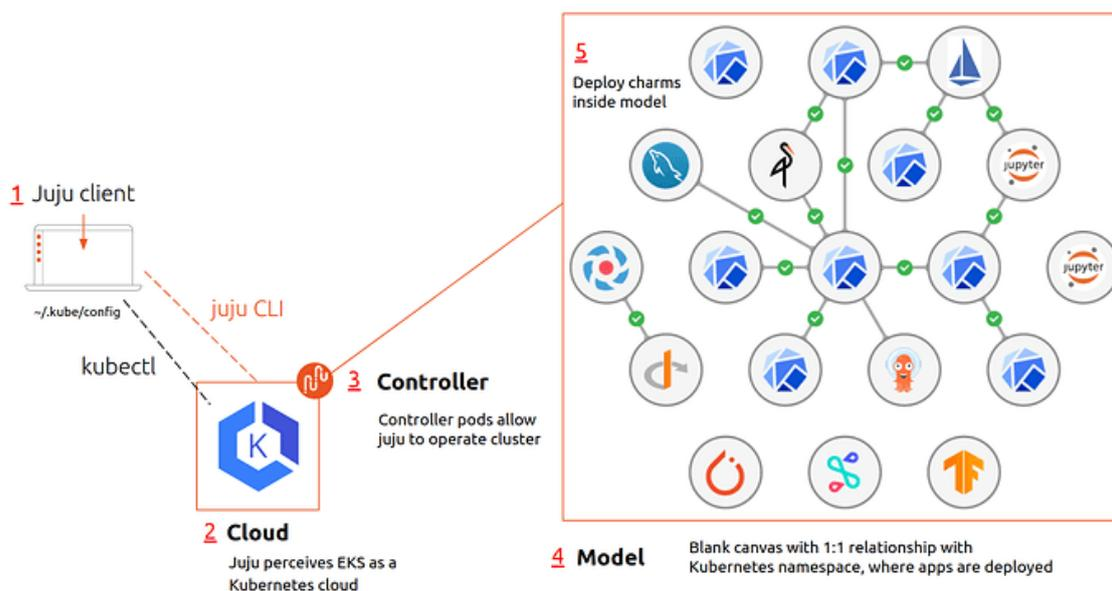 1 Juju client
~/.kube/config
juju CLI
kubectl
K
2 Cloud
Juju perceives EKS as a
Kubernetes cloud
3 Controller
Controller pods allow
juju to operate cluster
5
Deploy charms
inside model
jupyter
jupyter
4 Model
Blank canvas with 1:1 relationship with
Kubernetes namespace, where apps are deployed